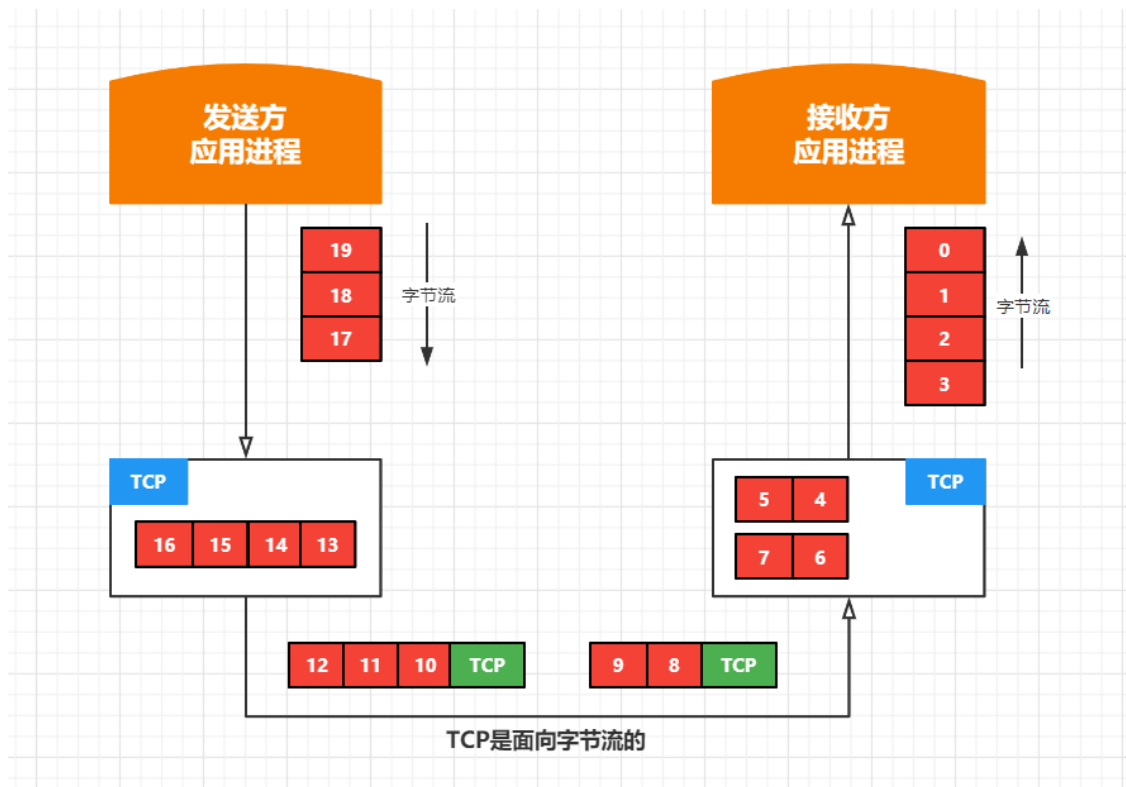 发送方
应用进程
接收方
应用进程
19
18
17
字节流
0
1
2
3
字节流
TCP
16 15 14 13
TCP
5 4
7 6
12 11 10 TCP
9 8 TCP
TCP是面向字节流的